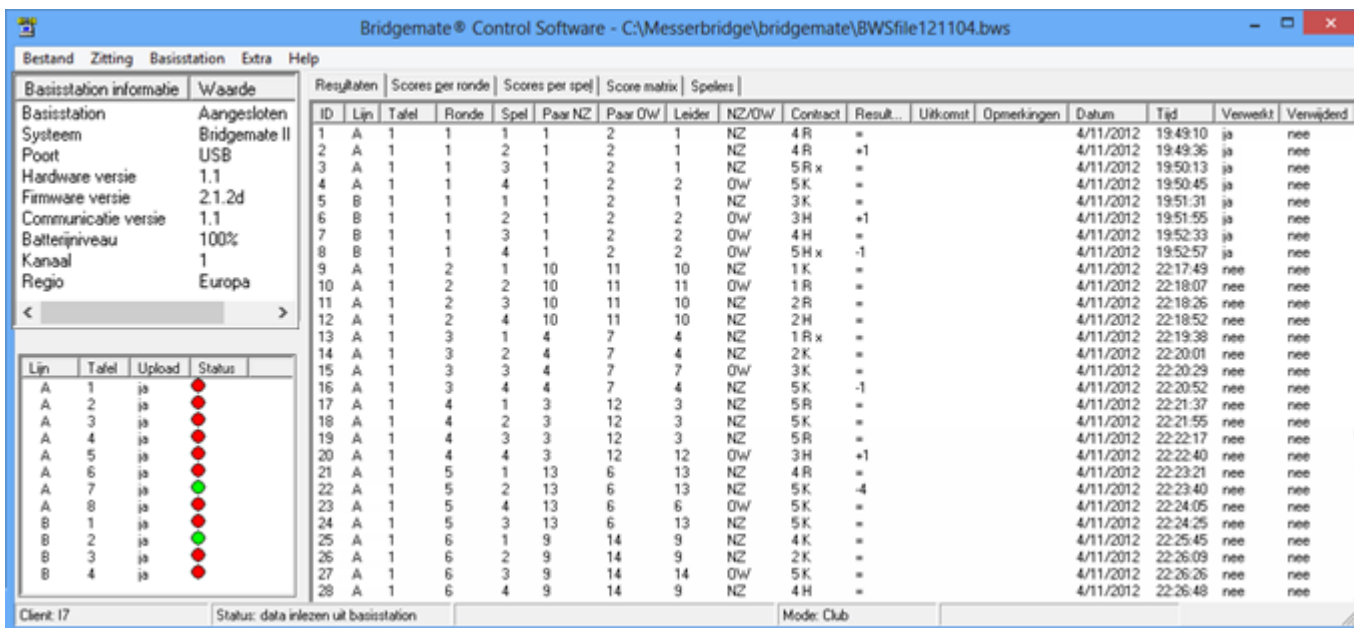 Bridgemate® Control Software - C:\Messerbridge\bridgemate\BWSfile121104.bws
Bestand Zitting Basisstation Extra Help
Basisstation informatie Waarde
Basisstation Aangesloten
Systeem Bridgemate II
Poort USB
Hardware versie 1.1
Firmware versie 2.1.2d
Communicatie versie 1.1
Batterijniveau 100%
Kanaal 1
Regio Europa
Lijn Tafel Upload Status
A 1 ja
A 2 ja
A 3 ja
A 4 ja
A 5 ja
A 6 ja
A 7 ja
A 8 ja
B 1 ja
B 2 ja
B 3 ja
B 4 ja
Resultaten Scores per ronde Scores per spel Score matrix Spelers
ID Lijn Tafel Ronde Spel Paar NZ Paar OW Leider NZ/OW Contract Result... Uitkomst Opmerkingen Datum Tijd Verwerkt Verwijderd
1 A 1 1 1 1 2 1 NZ 4 R = 4/11/2012 19:49:10 ja nee
2 A 1 1 2 1 2 1 NZ 4 R +1 4/11/2012 19:49:36 ja nee
3 A 1 1 3 1 2 1 NZ 5 R x = 4/11/2012 19:50:13 ja nee
4 A 1 1 4 1 2 2 OW 5 K = 4/11/2012 19:50:45 ja nee
5 B 1 1 1 1 2 1 NZ 3 K = 4/11/2012 19:51:31 ja nee
6 B 1 1 2 1 2 2 OW 3 H +1 4/11/2012 19:51:55 ja nee
7 B 1 1 3 1 2 2 OW 4 H = 4/11/2012 19:52:33 ja nee
8 B 1 1 4 1 2 2 OW 5 H x -1 4/11/2012 19:52:57 ja nee
9 A 1 2 1 10 11 10 NZ 1 K = 4/11/2012 22:17:49 nee nee
10 A 1 2 2 10 11 11 OW 1 R = 4/11/2012 22:18:07 nee nee
11 A 1 2 3 10 11 10 NZ 2 R = 4/11/2012 22:18:26 nee nee
12 A 1 2 4 10 11 10 NZ 2 H = 4/11/2012 22:18:52 nee nee
13 A 1 3 1 4 7 4 NZ 1 R x = 4/11/2012 22:19:38 nee nee
14 A 1 3 2 4 7 4 NZ 2 K = 4/11/2012 22:20:01 nee nee
15 A 1 3 3 4 7 7 OW 3 K = 4/11/2012 22:20:29 nee nee
16 A 1 3 4 4 7 4 NZ 5 K -1 4/11/2012 22:20:52 nee nee
17 A 1 4 1 3 12 3 NZ 5 R = 4/11/2012 22:21:37 nee nee
18 A 1 4 2 3 12 3 NZ 5 K = 4/11/2012 22:21:55 nee nee
19 A 1 4 3 3 12 3 NZ 5 R = 4/11/2012 22:22:17 nee nee
20 A 1 4 4 3 12 12 OW 3 H +1 4/11/2012 22:22:40 nee nee
21 A 1 5 1 13 6 13 NZ 4 R = 4/11/2012 22:23:21 nee nee
22 A 1 5 2 13 6 13 NZ 5 K -4 4/11/2012 22:23:40 nee nee
23 A 1 5 4 13 6 6 OW 5 K = 4/11/2012 22:24:05 nee nee
24 A 1 5 3 13 6 13 NZ 5 K = 4/11/2012 22:24:25 nee nee
25 A 1 6 1 9 14 9 NZ 4 K = 4/11/2012 22:25:45 nee nee
26 A 1 6 2 9 14 9 NZ 2 K = 4/11/2012 22:26:09 nee nee
27 A 1 6 3 9 14 14 OW 5 K = 4/11/2012 22:26:26 nee nee
28 A 1 6 4 9 14 9 NZ 4 H = 4/11/2012 22:26:48 nee nee
Client: I7 Status: data inlezen uit basisstation Mode: Club